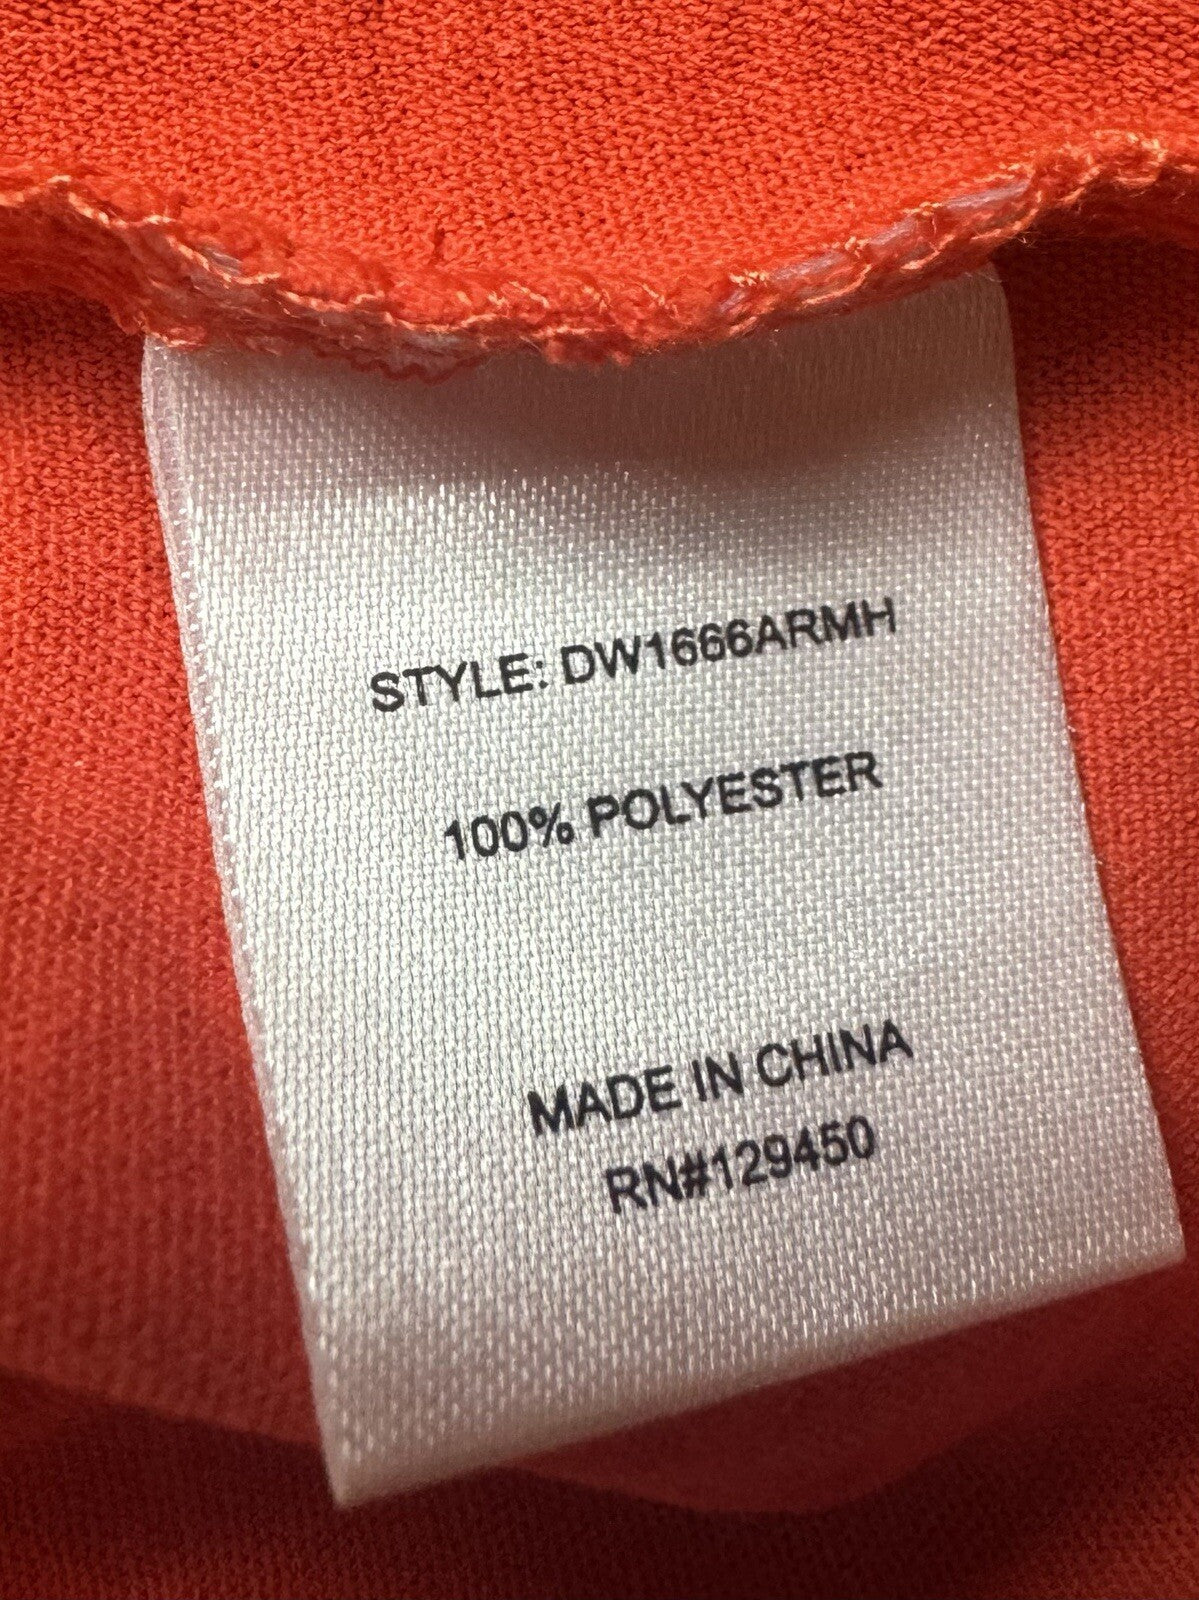 STYLE: DW1666ARMH
100% POLYESTER
MADE IN CHINA
RN#129450